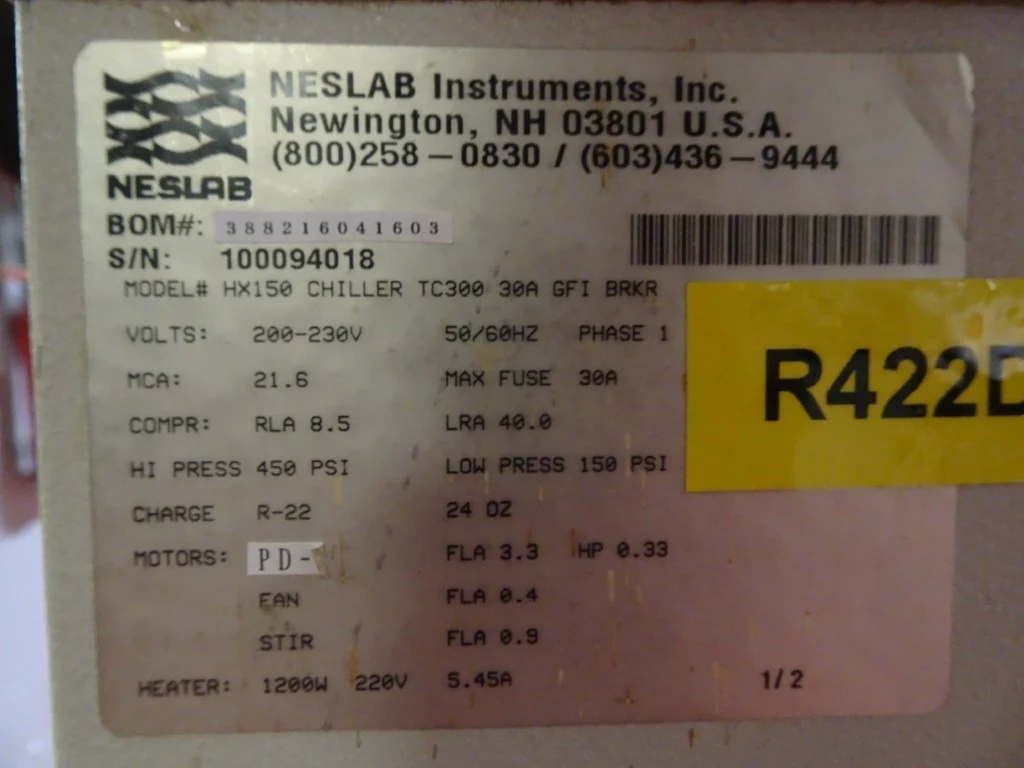 NESLAB Instruments, Inc.
Newington, NH 03801 U.S.A.
(800)258-0830 / (603)436-9444
NESLAB
BOM#: 388216041603
S/N: 100094018
MODEL# HX150 CHILLER TC300 30A GFI BRKR
VOLTS: 200-230V 50/60HZ PHASE 1
MCA: 21.6 MAX FUSE 30A
COMPR: RLA 8.5 LRA 40.0
HI PRESS 450 PSI LOW PRESS 150 PSI
CHARGE R-22 24 OZ
MOTORS: PD- FLA 3.3 HP 0.33
FAN FLA 0.4
STIR FLA 0.9
HEATER: 1200W 220V 5.45A 1/2
R422D